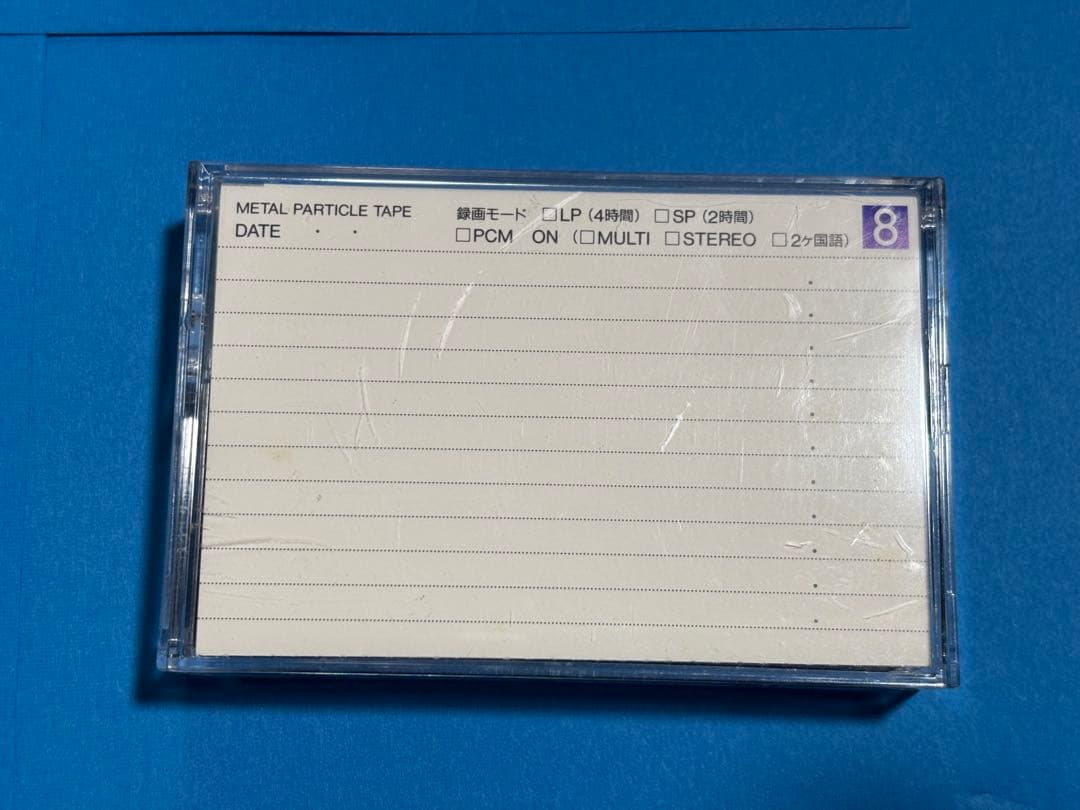 METAL PARTICLE TAPE 録画モード □LP (4時間) □SP (2時間) 8
DATE ・ ・ □PCM ON (□MULTI □STEREO □2ヶ国語)